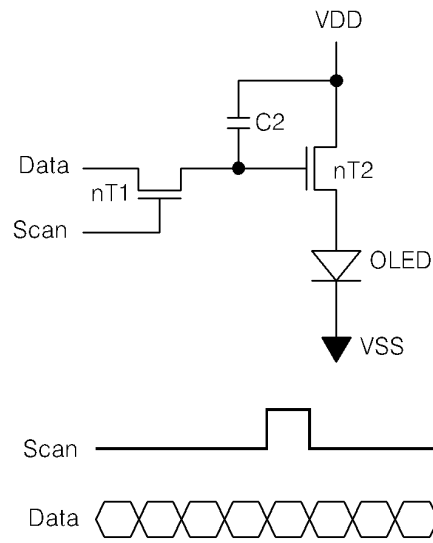 VDD
C2
Data
nT2
nT1
Scan
OLED
VSS
Scan
Data